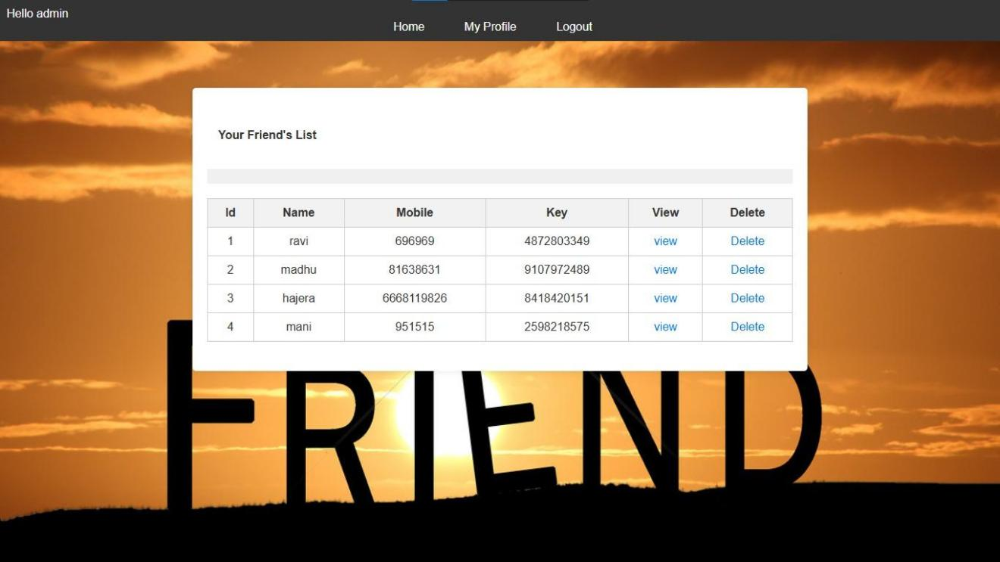 Hello admin
Home My Profile Logout
Your Friend's List
Id Name Mobile Key View Delete
1 ravi 696969 4872803349 view Delete
2 madhu 81638631 9107972489 view Delete
3 hajera 6668119826 8418420151 view Delete
4 mani 951515 2598218575 view Delete
FRIEND